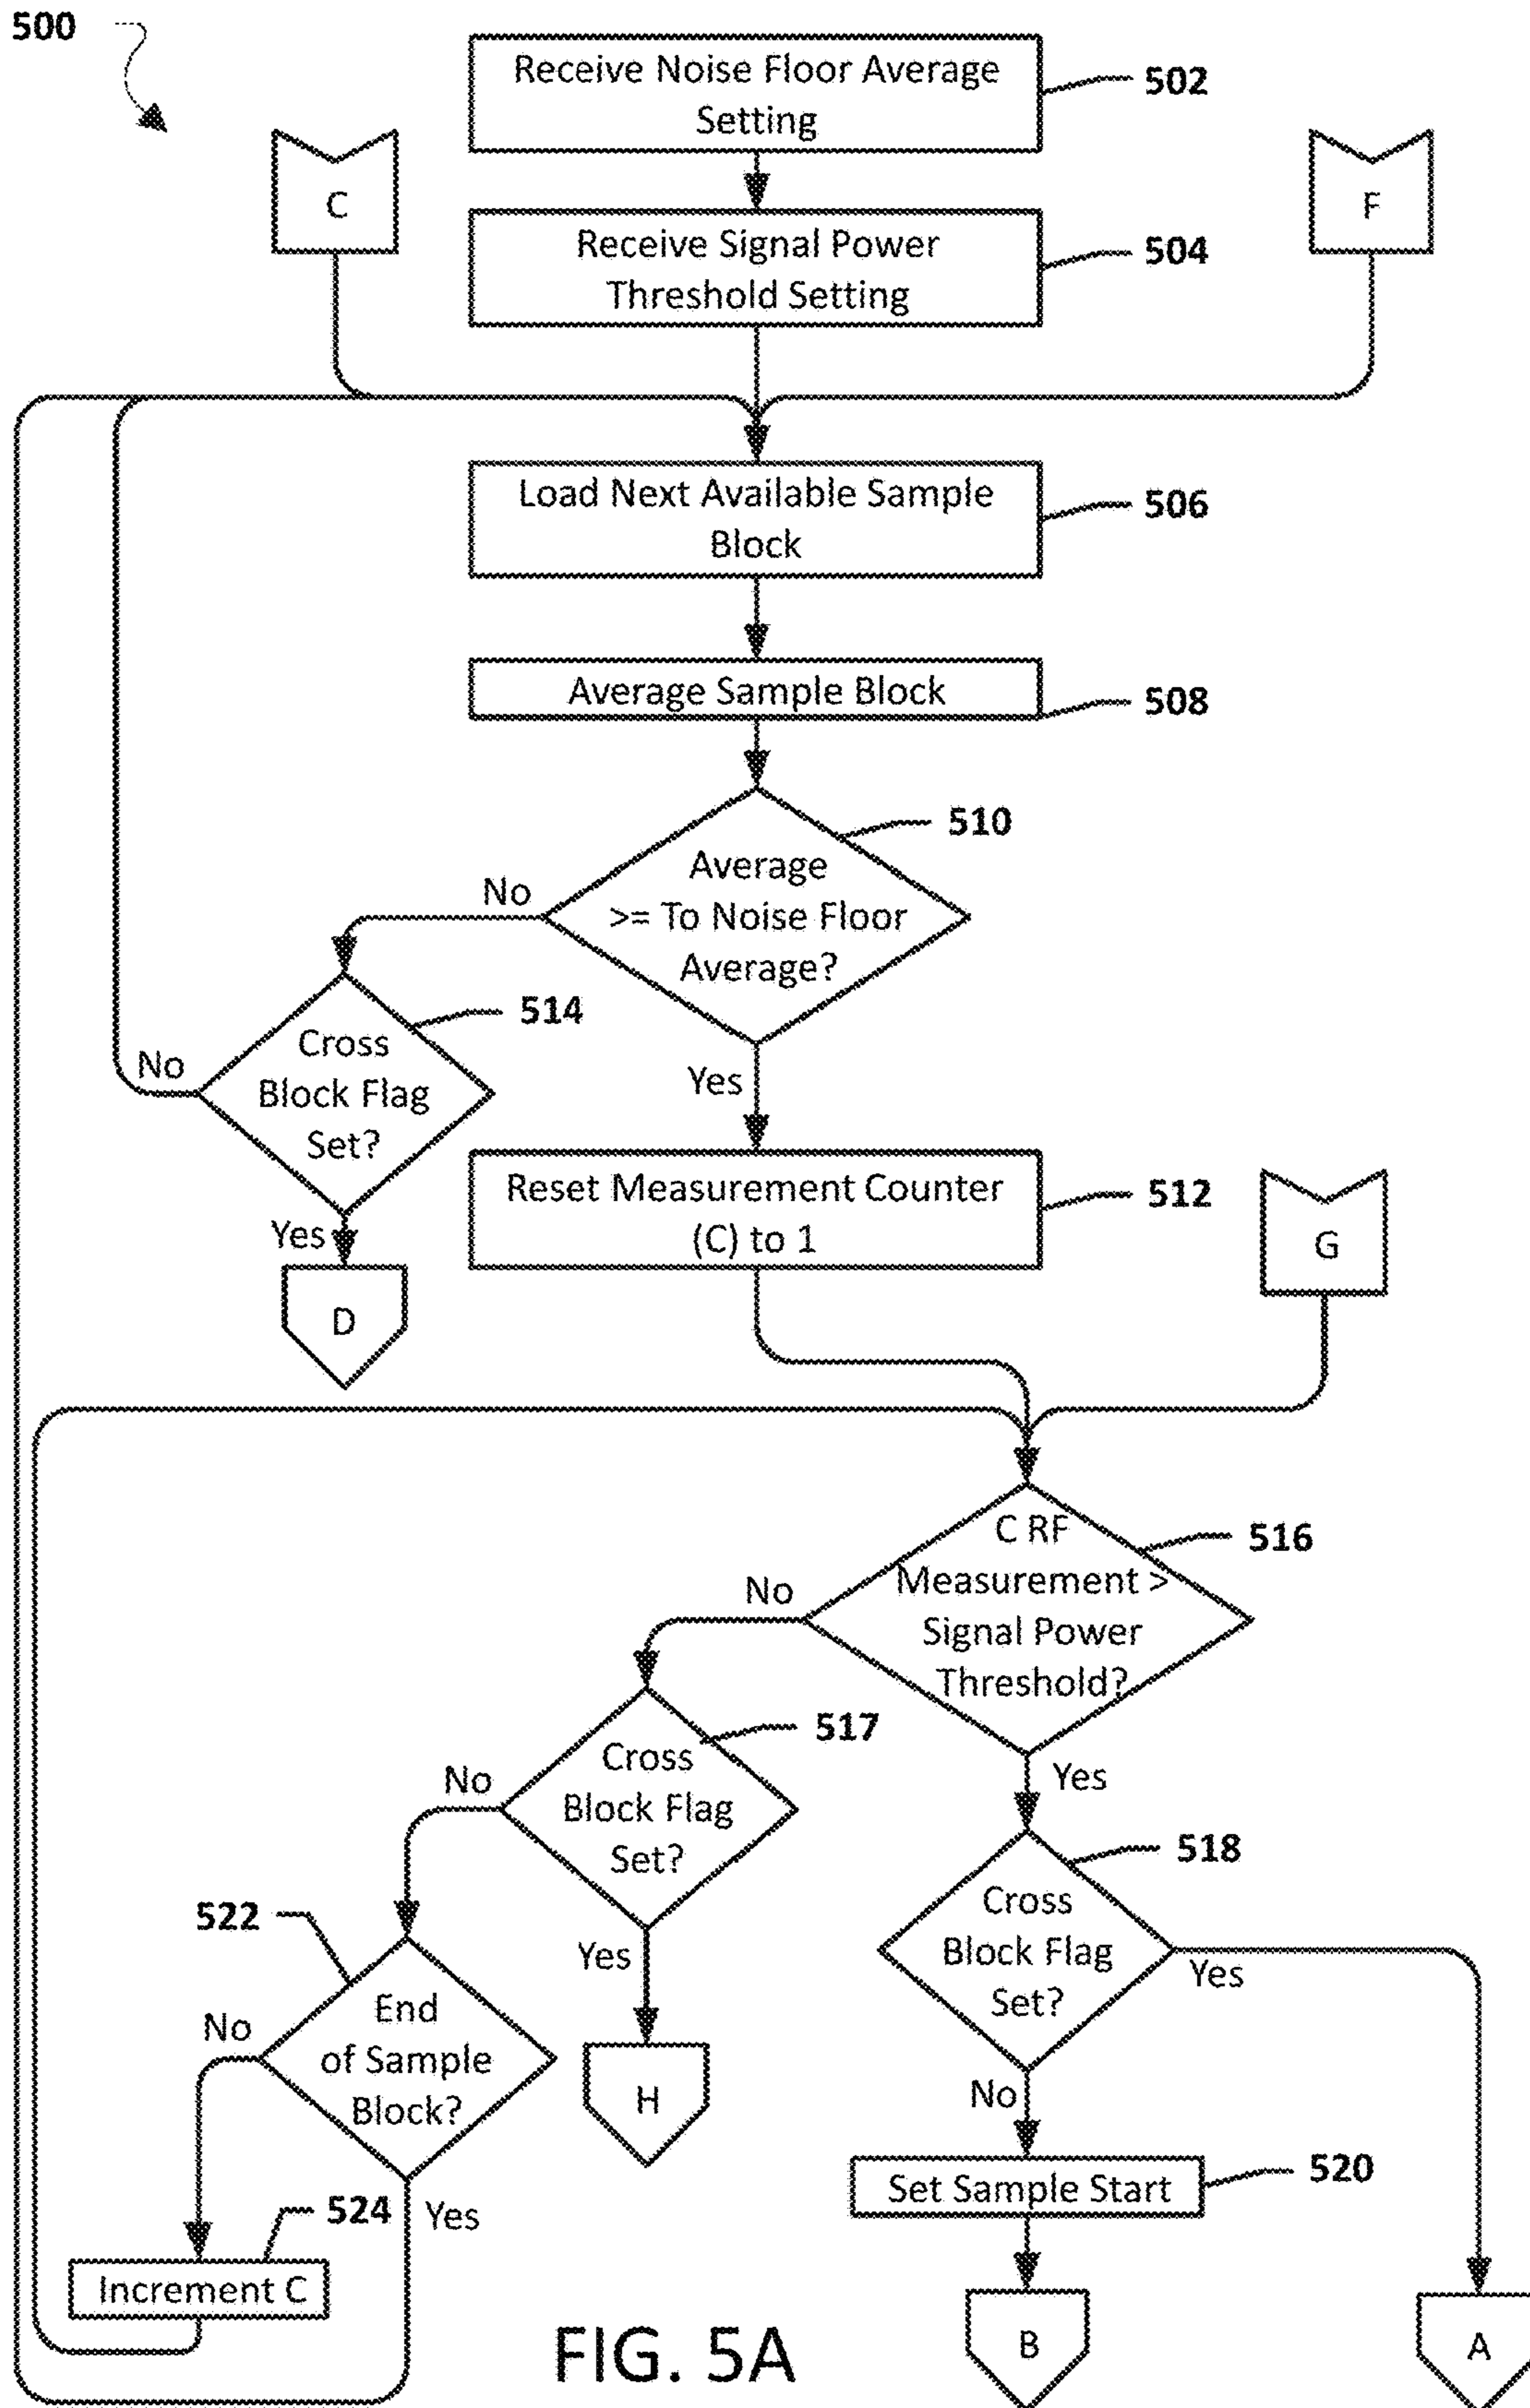 500
Receive Noise Floor Average
Setting
502
C
F
Receive Signal Power
Threshold Setting
504
Load Next Available Sample
Block
506
Average Sample Block
508
510
Average
>= To Noise Floor
Average?
No
514
Cross
Block Flag
Set?
No
Yes
Yes
D
Reset Measurement Counter
(C) to 1
512
G
C RF
Measurement >
Signal Power
Threshold?
516
No
Yes
517
Cross
Block Flag
Set?
No
Yes
H
518
Cross
Block Flag
Set?
Yes
No
522
End
of Sample
Block?
No
Yes
524
Increment C
Set Sample Start
520
B
A
FIG. 5A